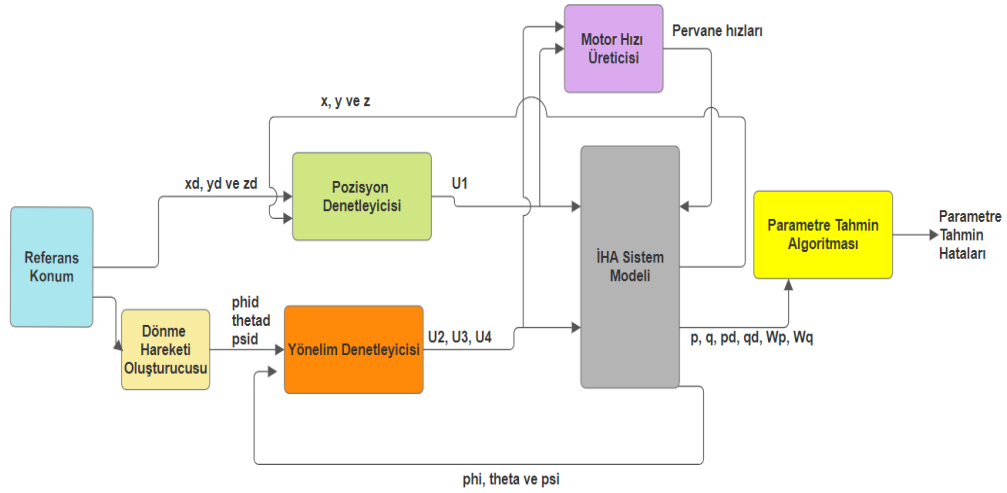 Motor Hızı
Üreticisi
Pervane hızları
x, y ve z
xd, yd ve zd
Pozisyon
Denetleyicisi
U1
Referans
Konum
İHA Sistem
Modeli
Parametre Tahmin
Algoritması
Parametre
Tahmin
Hataları
phid
thetad
psid
Dönme
Hareketi
Oluşturucusu
Yönelim Denetleyicisi
U2, U3, U4
p, q, pd, qd, Wp, Wq
phi, theta ve psi